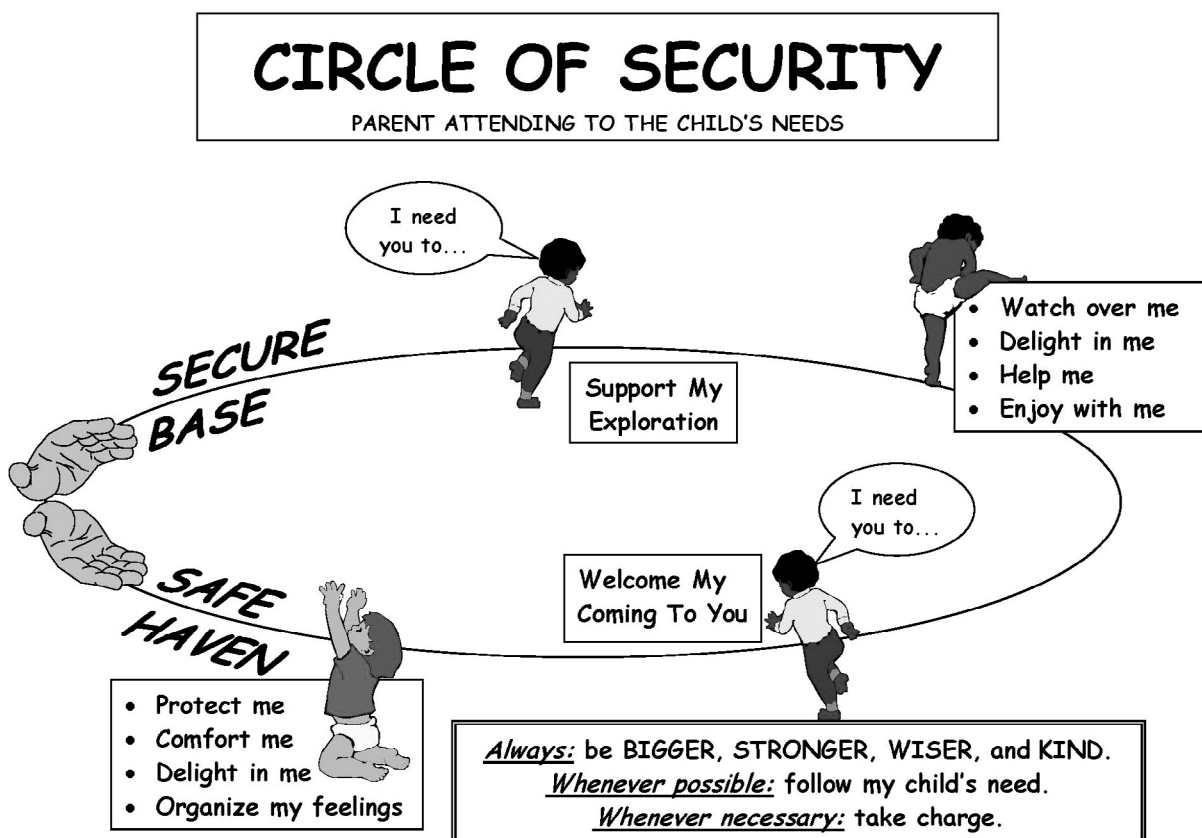 CIRCLE OF SECURITY
PARENT ATTENDING TO THE CHILD'S NEEDS
I need
you to...
SECURE
BASE
Support My
Exploration
• Watch over me
• Delight in me
• Help me
• Enjoy with me
I need
you to...
Welcome My
Coming To You
SAFE
HAVEN
• Protect me
• Comfort me
• Delight in me
• Organize my feelings
Always: be BIGGER, STRONGER, WISER, and KIND.
Whenever possible: follow my child's need.
Whenever necessary: take charge.